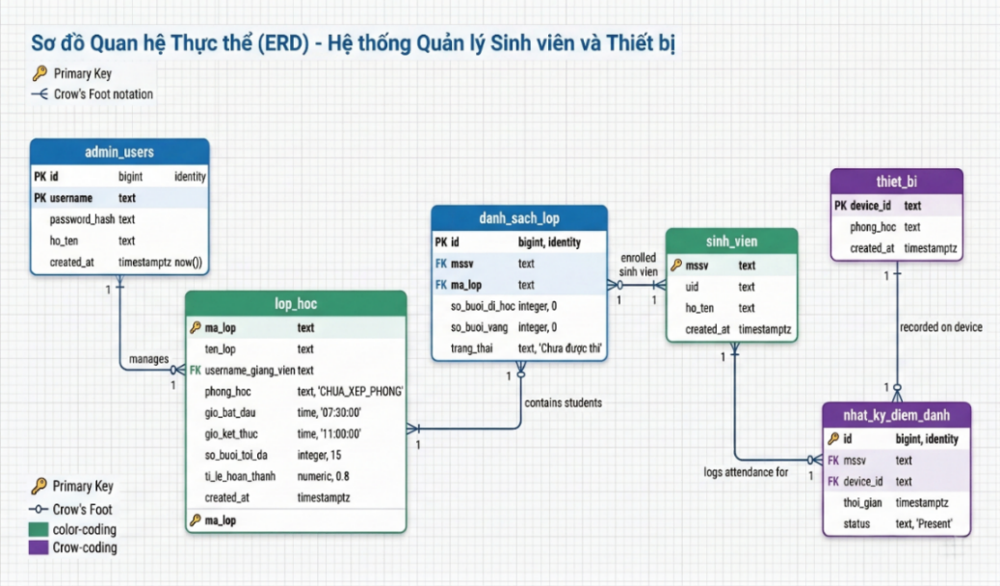 Sơ đồ Quan hệ Thực thể (ERD) - Hệ thống Quản lý Sinh viên và Thiết bị
Primary Key
Crow's Foot notation
admin_users
PK id bigint identity
PK username text
password_hash text
ho_ten text
created_at timestamptz now())
1
manages
1
lop_hoc
ma_lop text
ten_lop text
FK username_giang_vien text
phong_hoc text, 'CHUA_XEP_PHONG'
gio_bat_dau time, '07:30:00'
gio_ket_thuc time, '11:00:00'
so_buoi_toi_da integer, 15
ti_le_hoan_thanh numeric, 0.8
created_at timestamptz
ma_lop
danh_sach_lop
PK id bigint, identity
FK mssv text
FK ma_lop text
so_buoi_di_hoc integer, 0
so_buoi_vang integer, 0
trang_thai text, 'Chưa được thi'
1
contains students
1
enrolled
sinh vien
1 1
sinh_vien
mssv text
uid text
ho_ten text
created_at timestamptz
1
logs attendance for
1
thiet_bi
PK device_id text
phong_hoc text
created_at timestamptz
1
recorded on device
1
nhat_ky_diem_danh
id bigint, identity
FK mssv text
FK device_id text
thoi_gian timestamptz
status text, 'Present'
Primary Key
Crow's Foot
color-coding
Crow-coding